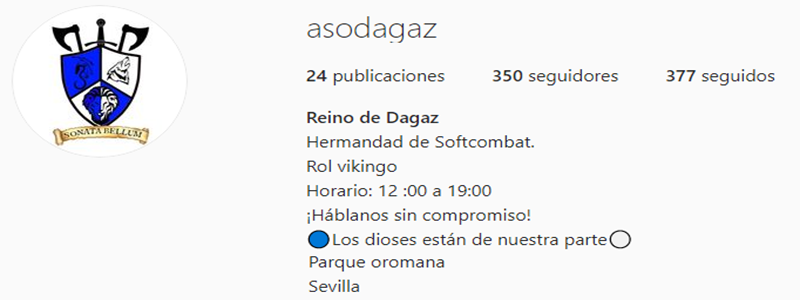 asodagaz
24 publicaciones 350 seguidores 377 seguidos
Reino de Dagaz
Hermandad de Softcombat.
Rol vikingo
Horario: 12 :00 a 19:00
¡Háblanos sin compromiso!
🔵Los dioses están de nuestra parte⚪
Parque oromana
Sevilla
NONATA BELLUM